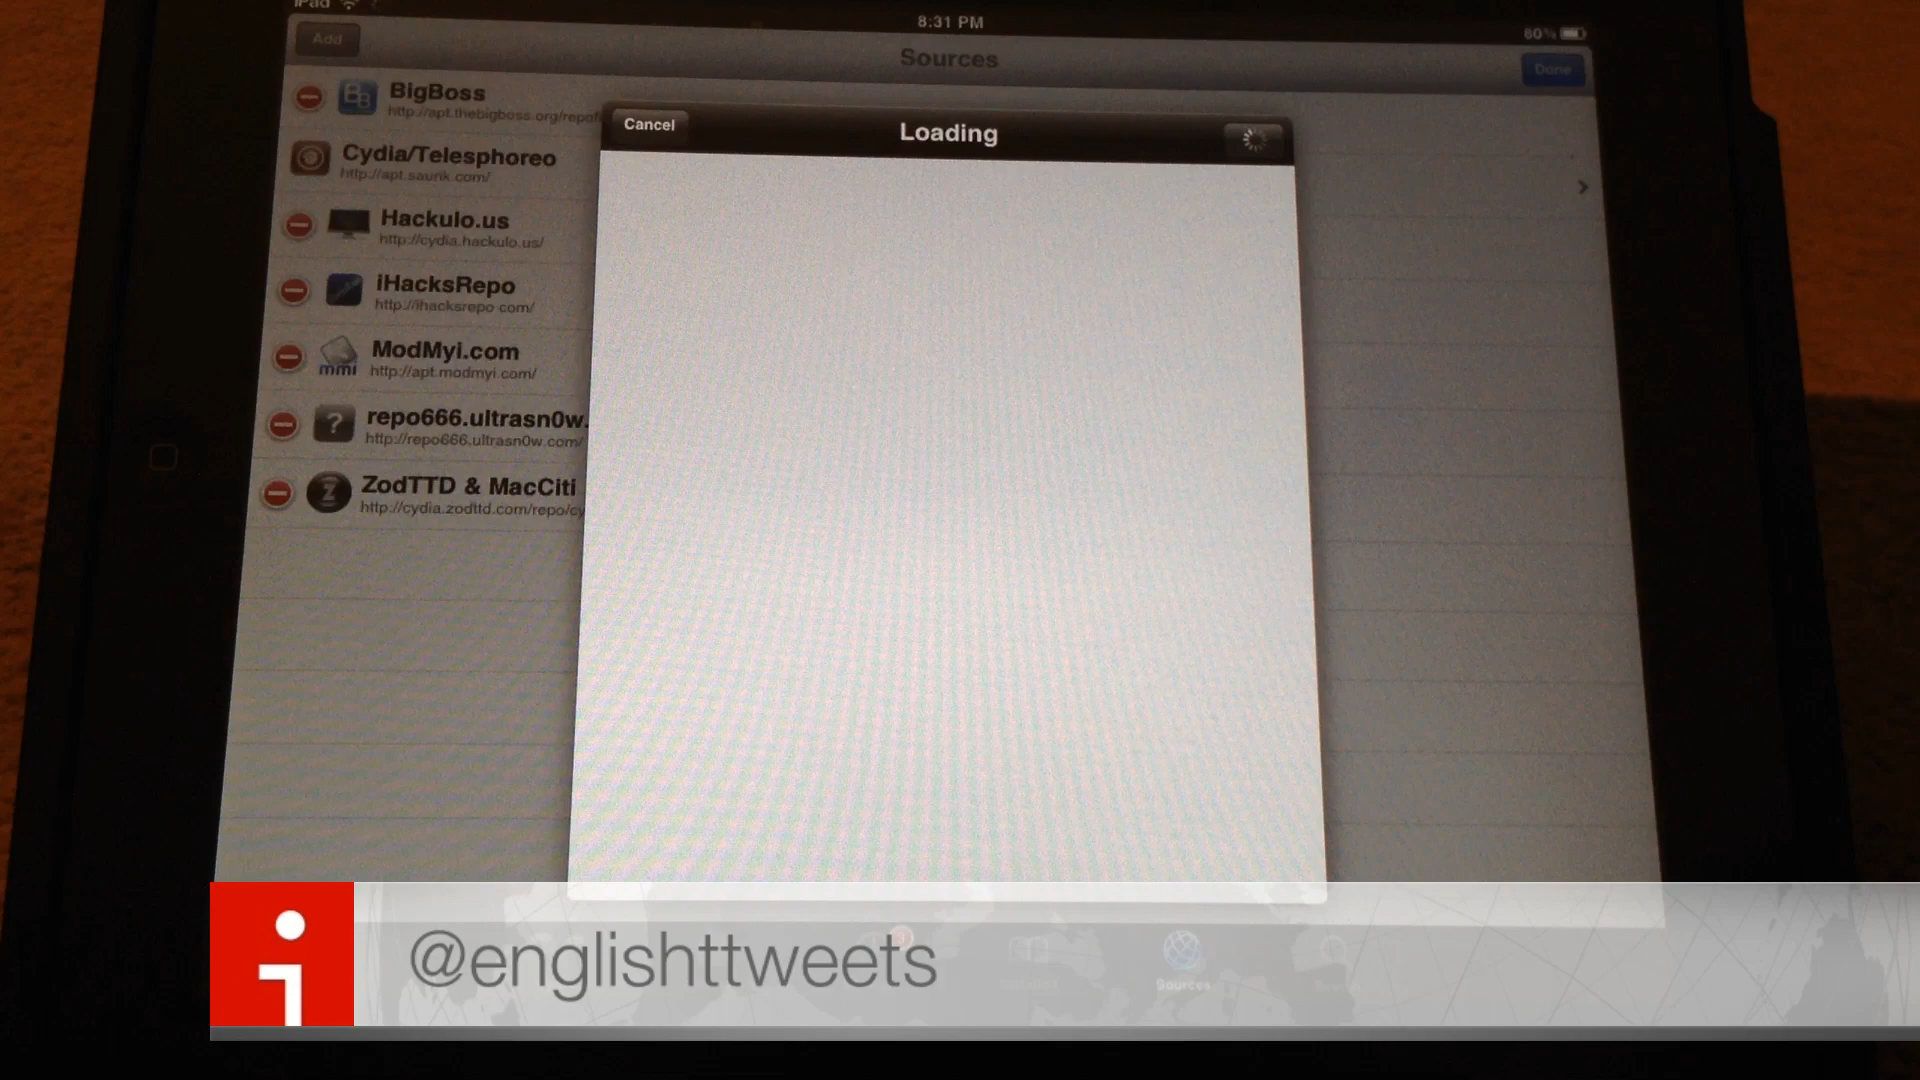 iPad
8:31 PM
80%
Add
Sources
Done
BigBoss
http://apt.thebigboss.org/repof
Cancel
Loading
Cydia/Telesphoreo
http://apt.saurik.com/
Hackulo.us
http://cydia.hackulo.us/
iHacksRepo
http://ihacksrepo.com/
ModMyi.com
mmi
http://apt.modmyi.com/
repo666.ultrasn0w.
http://repo666.ultrasn0w.com/
ZodTTD & MacCiti
http://cydia.zodttd.com/repo/cy
@englishttweets
Sources